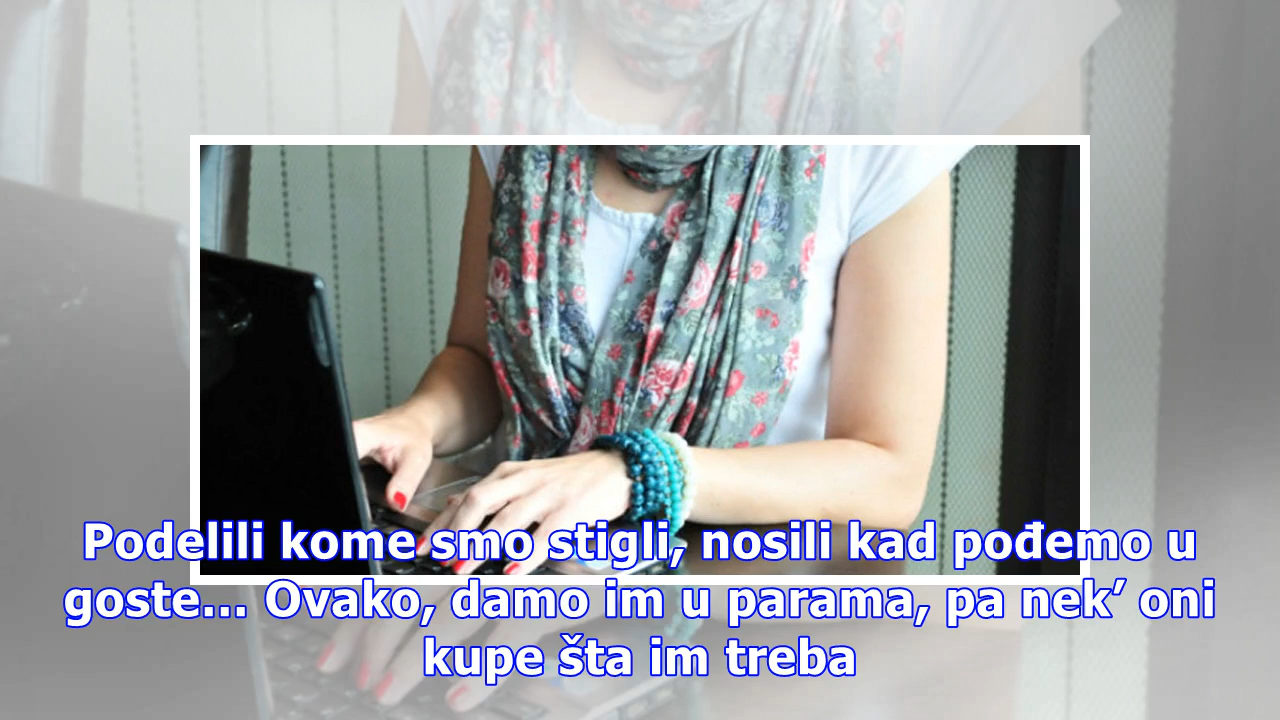 Podelili kome smo stigli, nosili kad pođemo u
goste... Ovako, damo im u parama, pa nek’ oni
kupe šta im treba